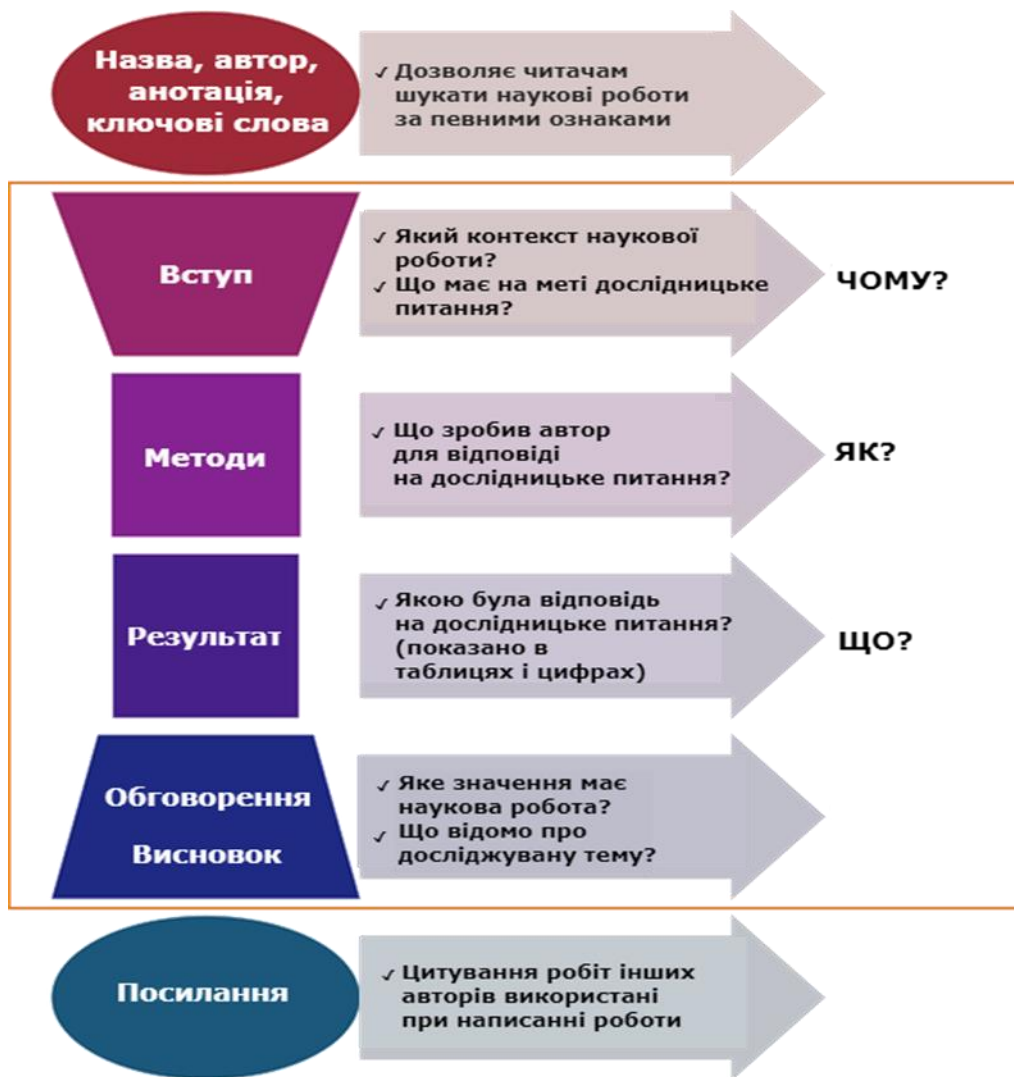 Назва, автор,
анотація,
ключові слова
✓ Дозволяє читачам
шукати наукові роботи
за певними ознаками
Вступ
✓ Який контекст наукової
роботи?
✓ Що має на меті дослідницьке
питання?
ЧОМУ?
Методи
✓ Що зробив автор
для відповіді
на дослідницьке питання?
ЯК?
Результат
✓ Якою була відповідь
на дослідницьке питання?
(показано в
таблицях і цифрах)
ЩО?
Обговорення
Висновок
✓ Яке значення має
наукова робота?
✓ Що відомо про
досліджувану тему?
Посилання
✓ Цитування робіт інших
авторів використані
при написанні роботи